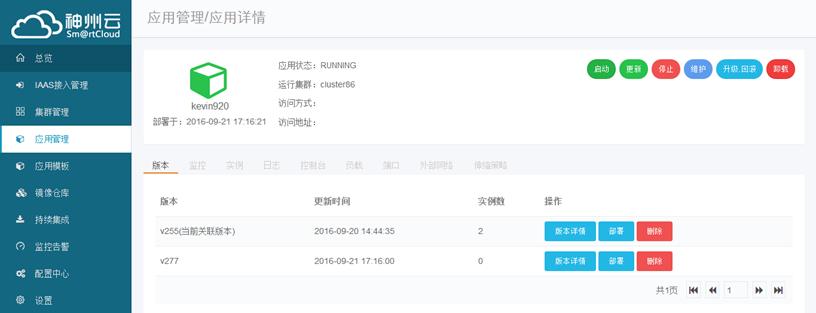 神州云
Sm@rtCloud
总览
IAAS接入管理
集群管理
应用管理
应用模板
镜像仓库
持续集成
监控告警
配置中心
设置
应用管理/应用详情
kevin920
部署于：2016-09-21 17:16:21
应用状态：RUNNING
运行集群：cluster86
访问方式：
访问地址：
启动 更新 停止 维护 升级,回滚 卸载
版本 监控 实例 日志 控制台 负载 端口 外部网络 伸缩策略
版本 更新时间 实例数 操作
v255(当前关联版本) 2016-09-20 14:44:35 2 版本详情 部署 删除
v277 2016-09-21 17:16:00 0 版本详情 部署 删除
共1页 1